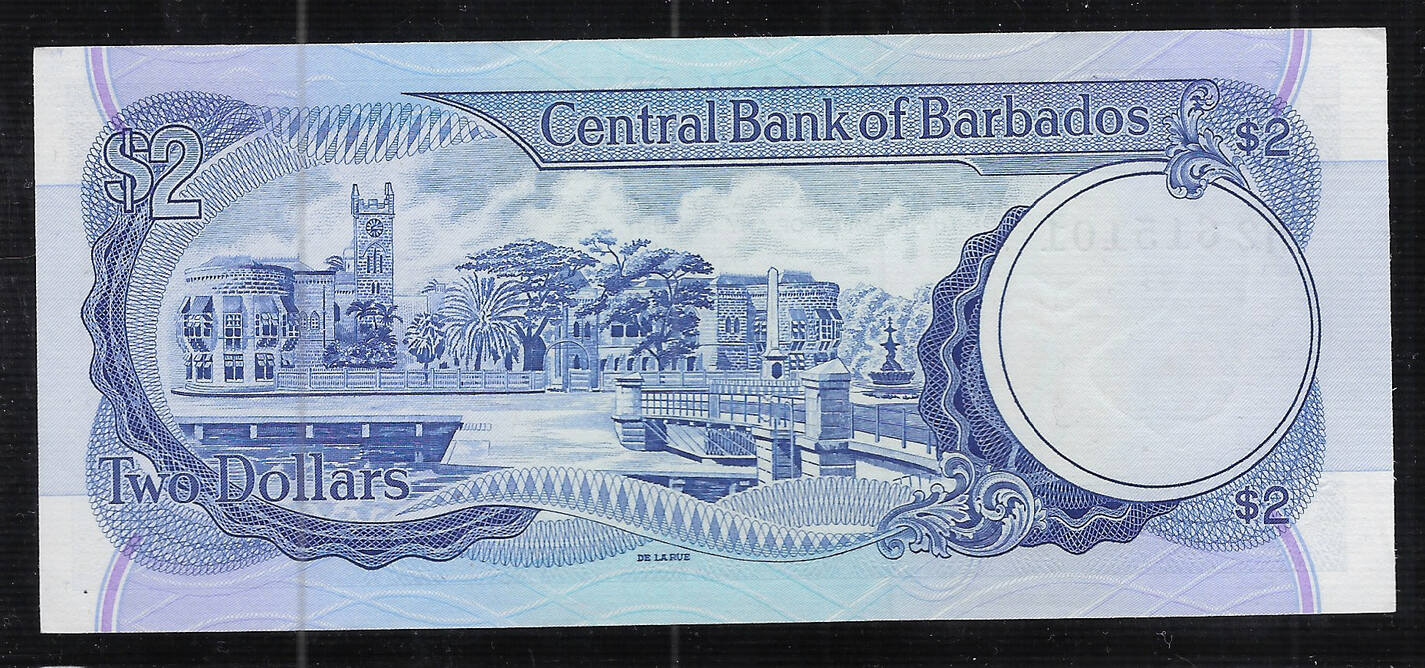 Central Bank of Barbados
$2
$2
Two Dollars
$2
DE LA RUE